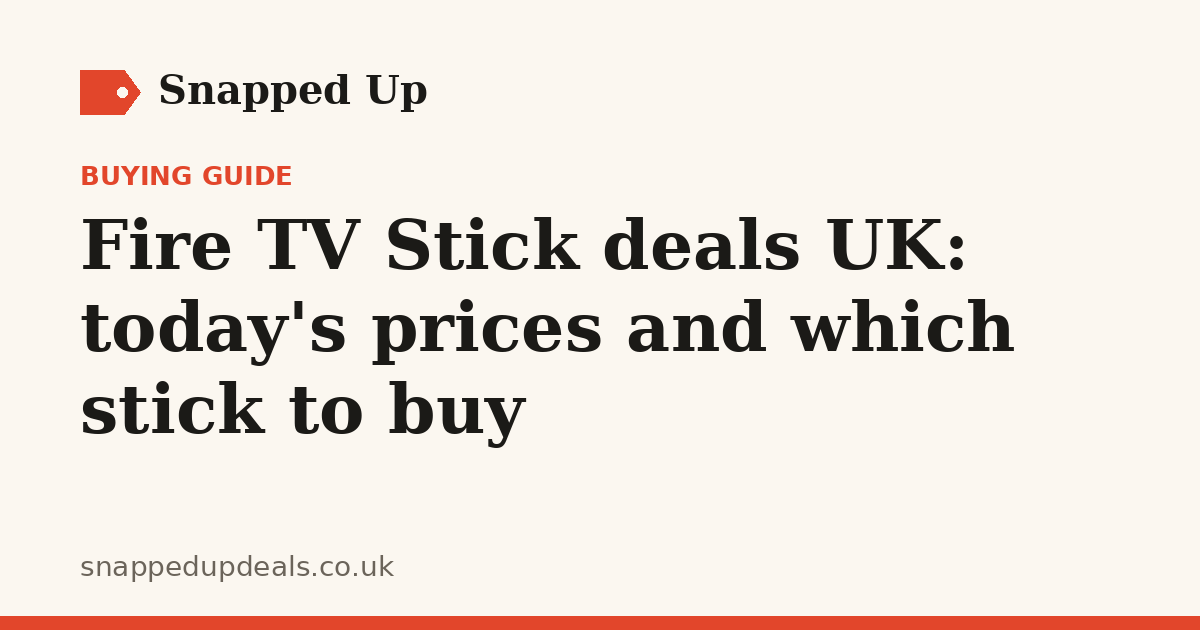 Snapped Up
BUYING GUIDE
Fire TV Stick deals UK:
today's prices and which
stick to buy
snappedupdeals.co.uk